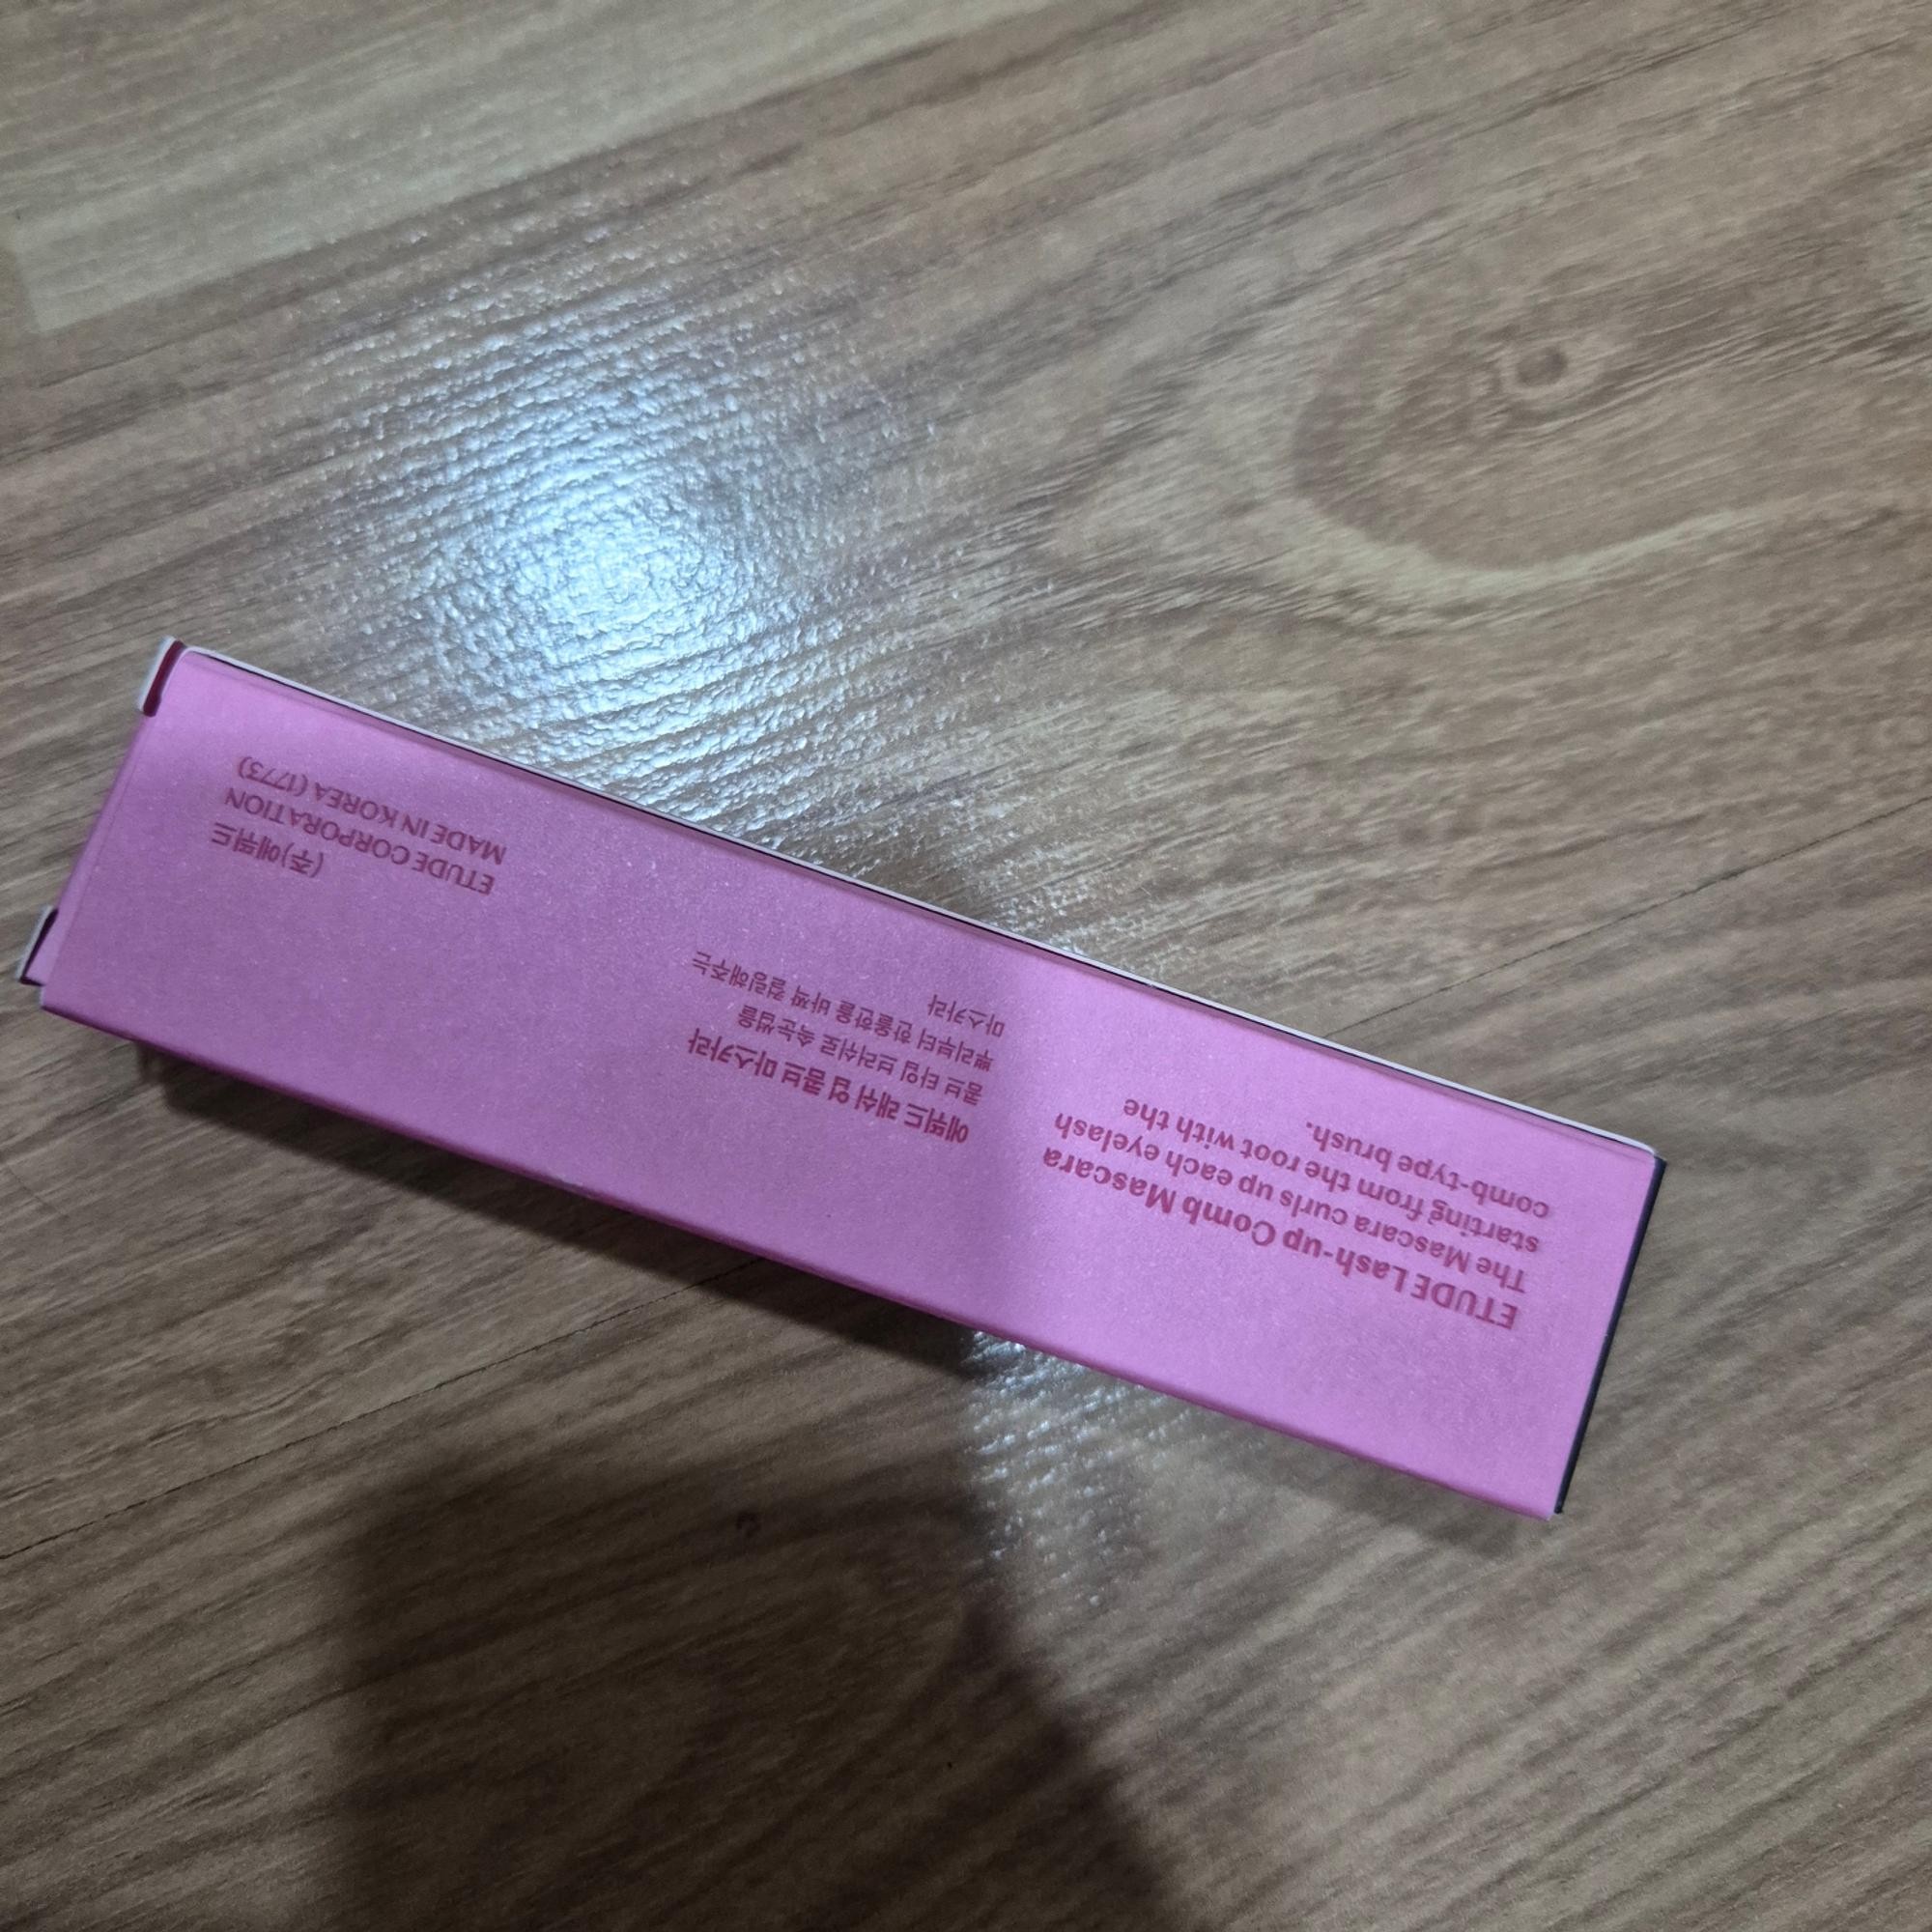 ETUDE Lash-up Comb Mascara
The Mascara curls up each eyelash
starting from the root with the
comb-type brush.
에뛰드 래쉬 업 콤브 마스카라
콤브 타입 브러쉬로 속눈썹을
뿌리부터 한올한올 바짝 컬링해주는
마스카라
(주)에뛰드
ETUDE CORPORATION
MADE IN KOREA (1773)